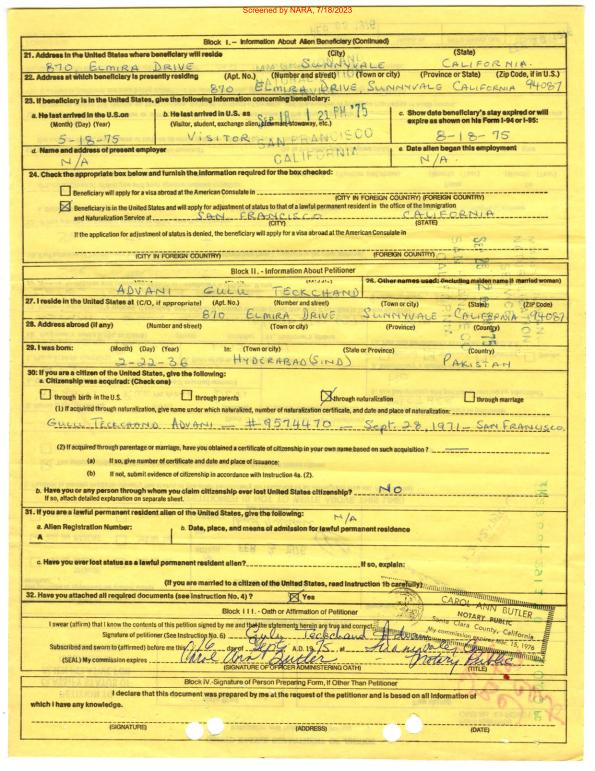 Screened by NARA, 7/18/2023
Block I.- Information About Alien Beneficiary (Continued)
21. Address in the United States where beneficiary will reside (City) (State)
870, ELMIRA DRIVE SUNNYVALE CALIFORNIA.
22. Address at which beneficiary is presently residing (Apt. No.) (Number and street) (Town or city) (Province or State) (Zip Code, if in U.S.)
870 ELMIRA DRIVE, SUNNYVALE CALIFORNIA 94087
23. If beneficiary is in the United States, give the following information concerning beneficiary:
a. He last arrived in the U.S.on (Month) (Day) (Year)
5-18-75
b. He last arrived in U.S. as (Visitor, student, exchange alien, crewman, stowaway, etc.)
VISITOR
SEP 18 1 21 PM '75
SAN FRANCISCO
CALIFORNIA
c. Show date beneficiary's stay expired or will expire as shown on his Form I-94 or I-95:
8-18-75
d. Name and address of present employer
N/A
e. Date alien began this employment
N/A.
24. Check the appropriate box below and furnish the information required for the box checked:
Beneficiary will apply for a visa abroad at the American Consulate in
(CITY IN FOREIGN COUNTRY) (FOREIGN COUNTRY)
Beneficiary is in the United States and will apply for adjustment of status to that of a lawful permanent resident in the office of the Immigration
and Naturalization Service at SAN FRANCISCO CALIFORNIA
(CITY) (STATE)
If the application for adjustment of status is denied, the beneficiary will apply for a visa abroad at the American Consulate in
(CITY IN FOREIGN COUNTRY) (FOREIGN COUNTRY)
Block II. - Information About Petitioner
ADVANI GULU TECKCHAND
26. Other names used: (including maiden name if married woman)
27. I reside in the United States at (C/O, if appropriate) (Apt. No.) (Number and street) (Town or city) (State) (ZIP Code)
870 ELMIRA DRIVE SUNNYVALE CALIFORNIA 94087
28. Address abroad (if any) (Number and street) (Town or city) (Province) (Country)
29. I was born: (Month) (Day) (Year) In: (Town or city) (State or Province) (Country)
2-22-36 HYDERABAD (SIND) PAKISTAN
30. If you are a citizen of the United States, give the following:
a. Citizenship was acquired: (Check one)
through birth in the U.S. through parents through naturalization through marriage
(1) If acquired through naturalization, give name under which naturalized, number of naturalization certificate, and date and place of naturalization:
GULU TECKCHAND ADVANI - #9574470 - Sept. 28, 1971 - SAN FRANCISCO.
(2) If acquired through parentage or marriage, have you obtained a certificate of citizenship in your own name based on such acquisition?
(a) If so, give number of certificate and date and place of issuance:
(b) If not, submit evidence of citizenship in accordance with Instruction 4a. (2).
b. Have you or any person through whom you claim citizenship ever lost United States citizenship? NO
If so, attach detailed explanation on separate sheet.
31. If you are a lawful permanent resident alien of the United States, give the following: N/A
a. Alien Registration Number: b. Date, place, and means of admission for lawful permanent residence
A
c. Have you ever lost status as a lawful permanent resident alien? If so, explain:
(If you are married to a citizen of the United States, read instruction 1b carefully)
32. Have you attached all required documents (see instruction No. 4)? Yes
CAROL ANN BUTLER
NOTARY PUBLIC
Santa Clara County, California
My commission expires Mar. 15, 1976
Block III.- Oath or Affirmation of Petitioner
I swear (affirm) that I know the contents of this petition signed by me and that the statements herein are true and correct.
Signature of petitioner (See Instruction No. 6) Gulu Teckchand Advani
Subscribed and sworn to (affirmed) before me this 16 day of Sept, A.D. 19 75, at Sunnyvale, Ca
(SEAL) My commission expires Carol Ann Butler Notary Public
(SIGNATURE OF OFFICER ADMINISTERING OATH) (TITLE)
Block IV.-Signature of Person Preparing Form, If Other Than Petitioner
I declare that this document was prepared by me at the request of the petitioner and is based on all information of
which I have any knowledge.
(SIGNATURE) (ADDRESS) (DATE)